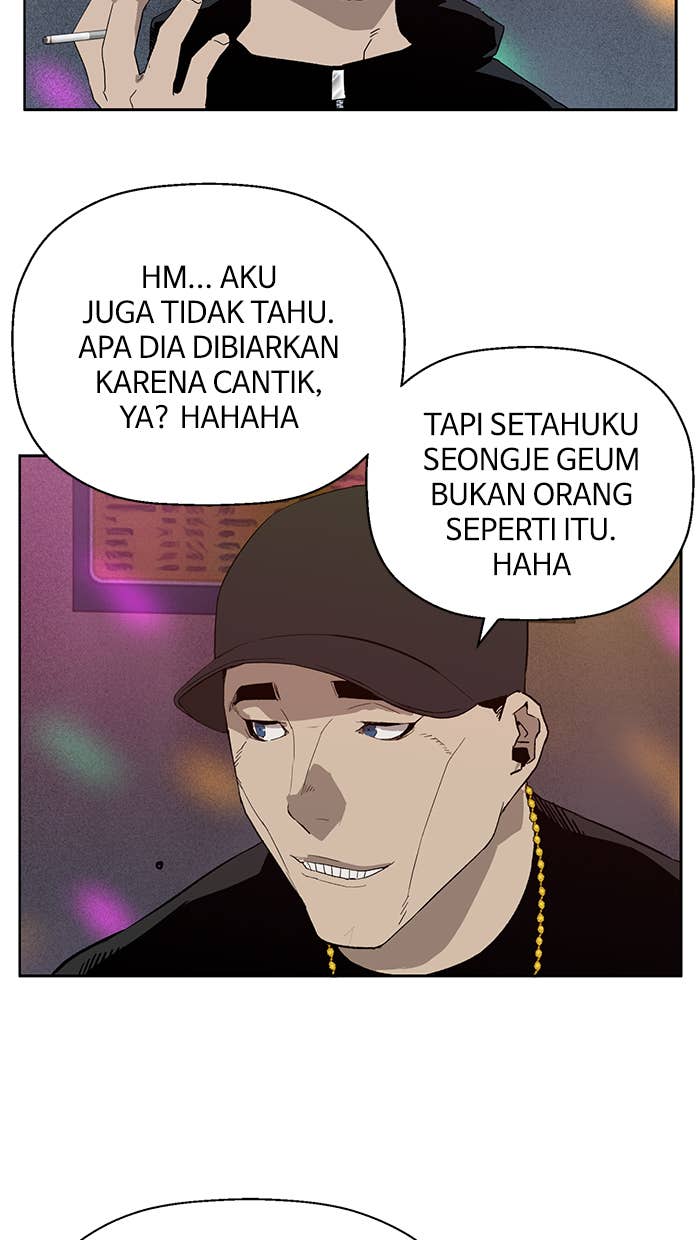 HM... AKU
JUGA TIDAK TAHU.
APA DIA DIBIARKAN
KARENA CANTIK,
YA? HAHAHA
TAPI SETAHUKU
SEONGJE GEUM
BUKAN ORANG
SEPERTI ITU.
HAHA